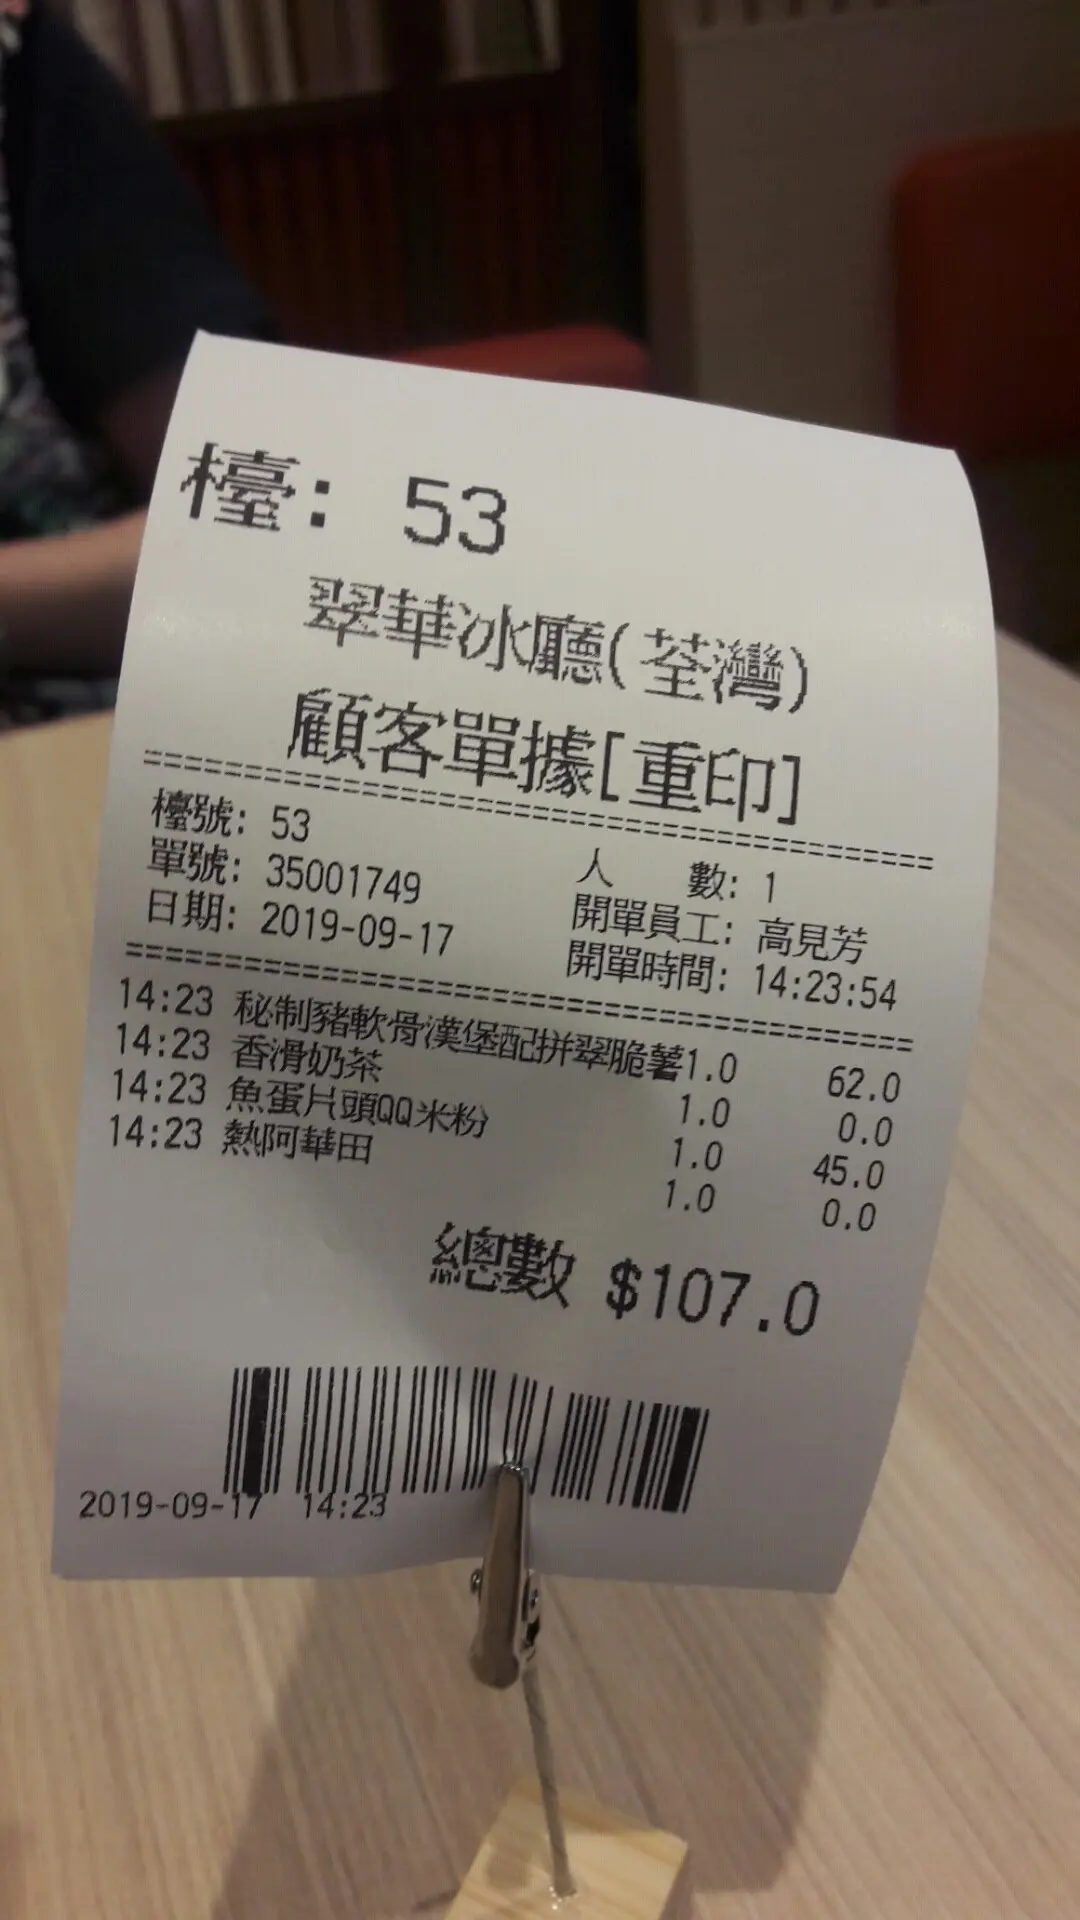 檯: 53
翠華冰廳(荃灣)
顧客單據[重印]
檯號: 53 人 數: 1
單號: 35001749 開單員工: 高見芳
日期: 2019-09-17 開單時間: 14:23:54
14:23 秘制豬軟骨漢堡配拼翠脆薯1.0 62.0
14:23 香滑奶茶 1.0 0.0
14:23 魚蛋片頭QQ米粉 1.0 45.0
14:23 熱阿華田 1.0 0.0
總數 $107.0
2019-09-17 14:23